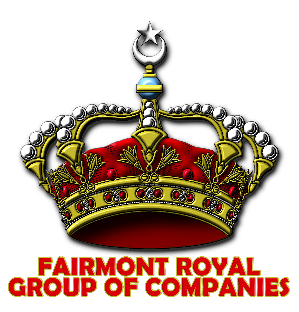 FAIRMONT ROYAL
GROUP OF COMPANIES